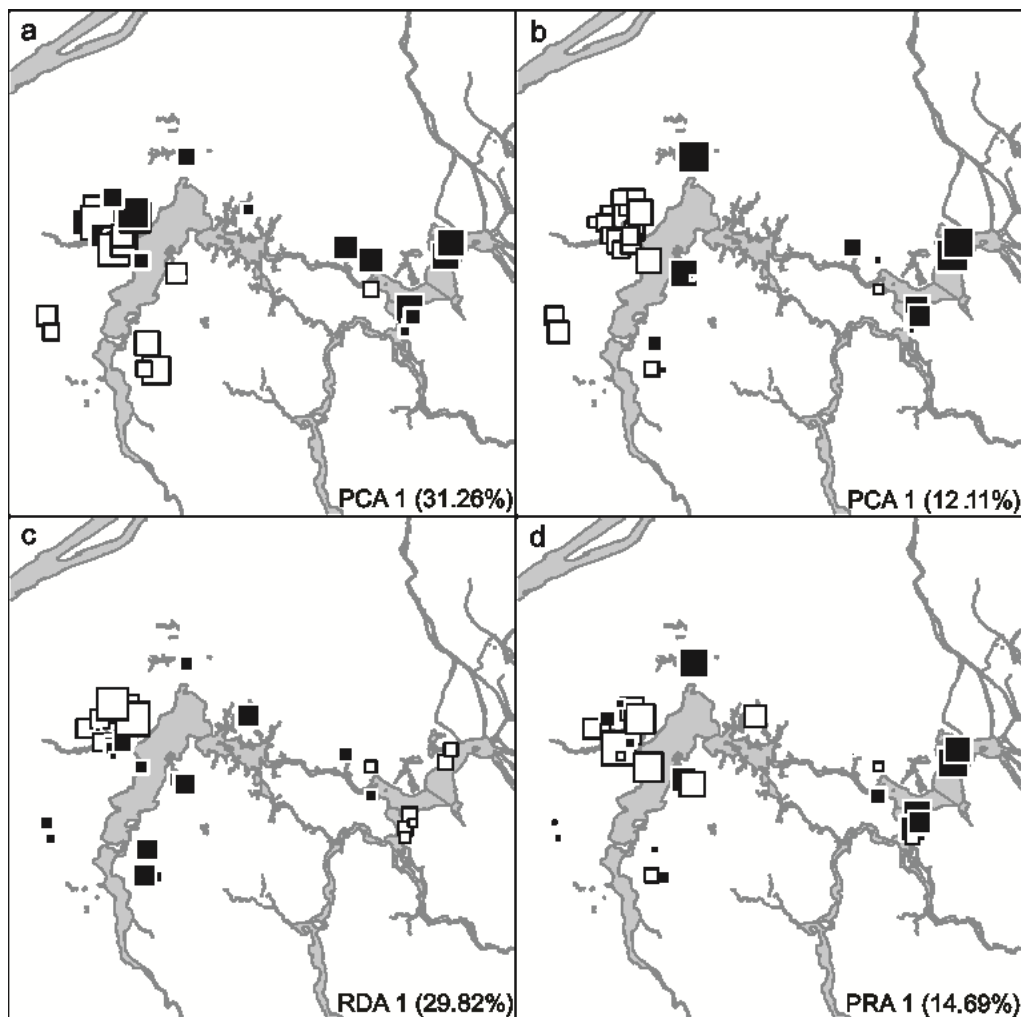 a
b
PCA 1 (31.26%)
PCA 1 (12.11%)
c
d
RDA 1 (29.82%)
PRA 1 (14.69%)